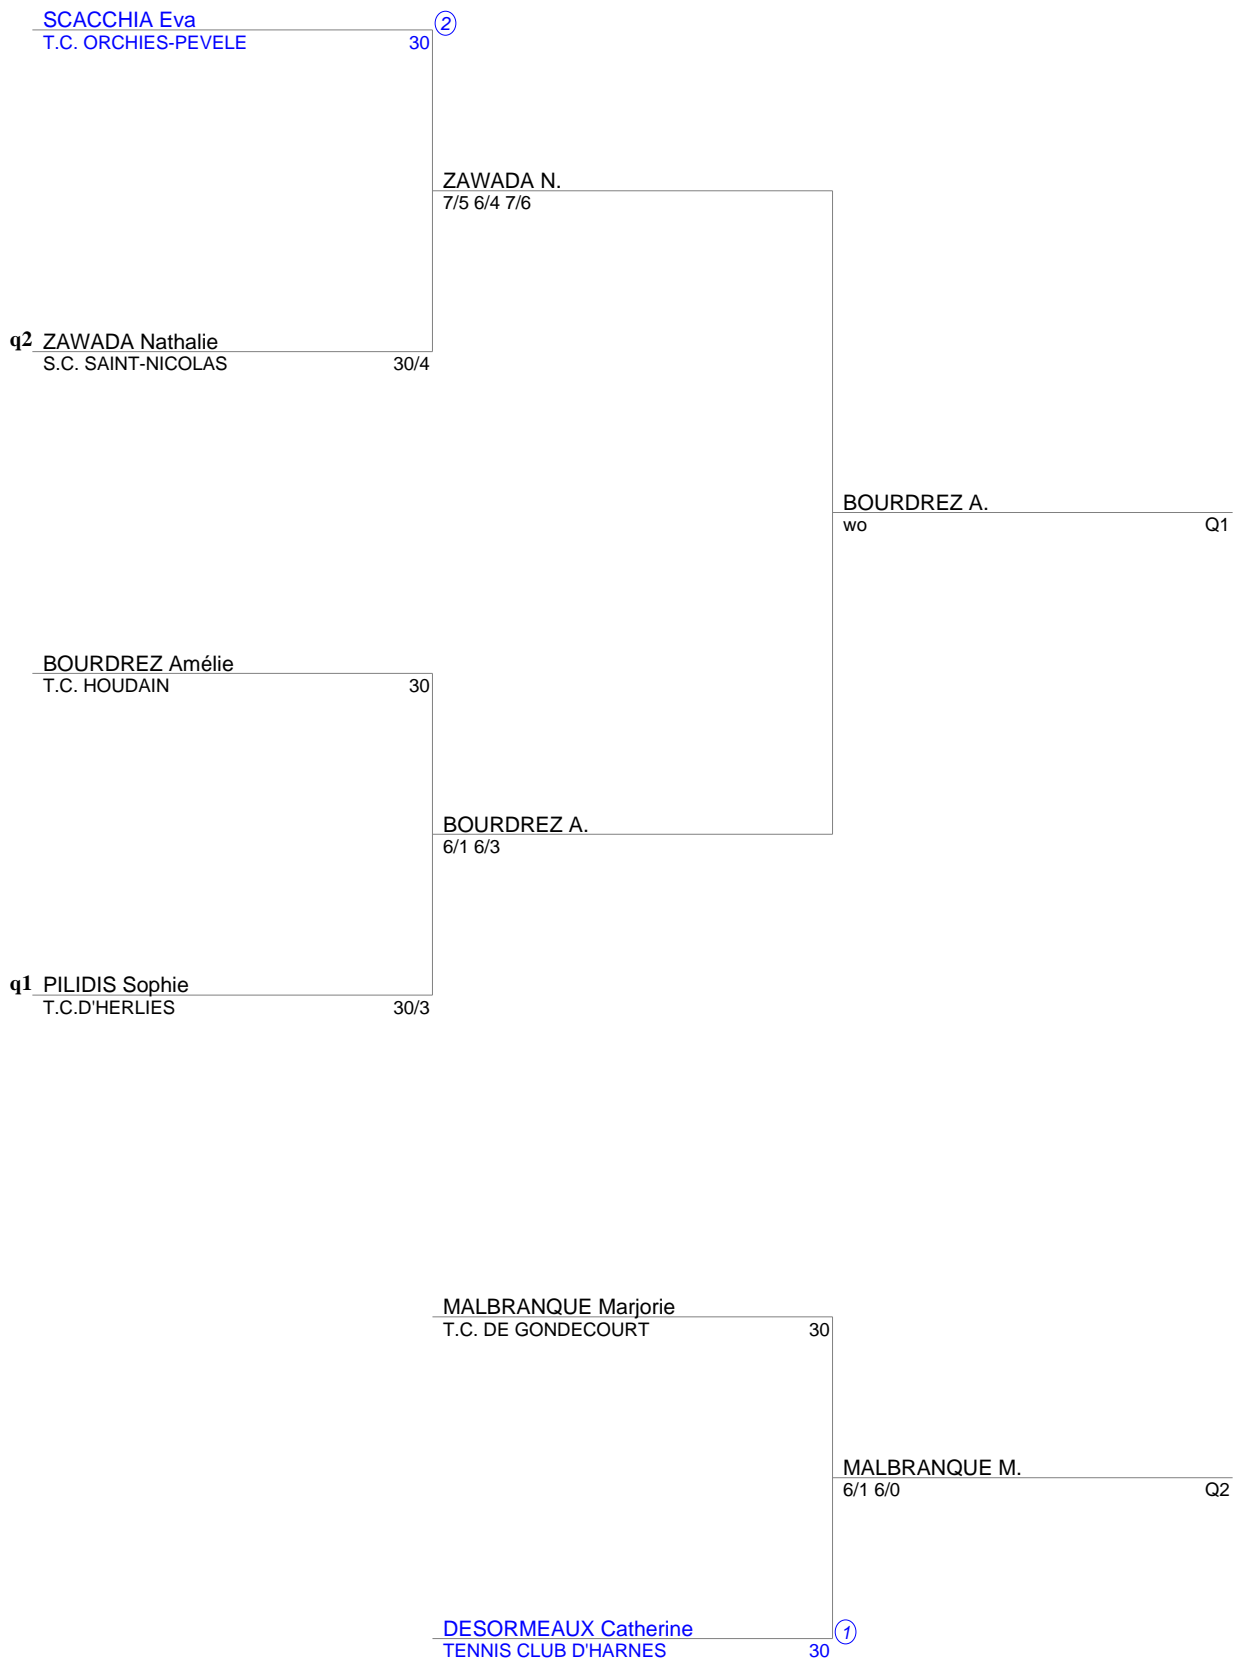 SCACCHIA Eva 2
T.C. ORCHIES-PEVELE 30
ZAWADA N.
7/5 6/4 7/6
q2 ZAWADA Nathalie
S.C. SAINT-NICOLAS 30/4
BOURDREZ A.
wo Q1
BOURDREZ Amélie
T.C. HOUDAIN 30
BOURDREZ A.
6/1 6/3
q1 PILIDIS Sophie
T.C.D'HERLIES 30/3
MALBRANQUE Marjorie
T.C. DE GONDECOURT 30
MALBRANQUE M.
6/1 6/0 Q2
DESORMEAUX Catherine 1
TENNIS CLUB D'HARNES 30